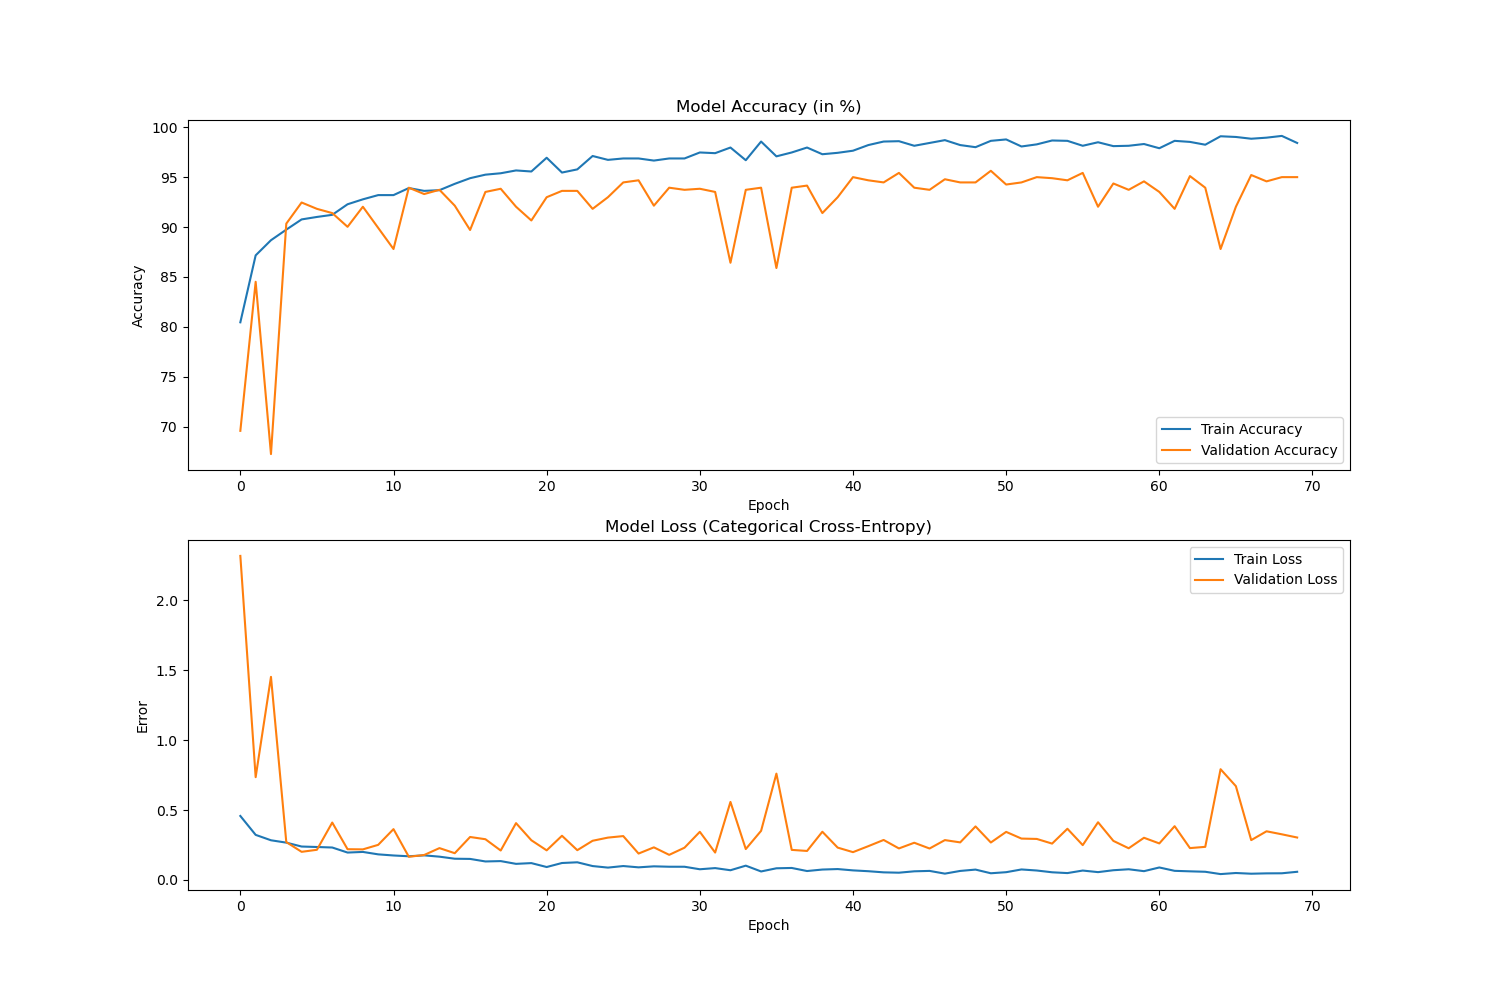 Model Accuracy (in %)
100
95
90
85
80
75
70
Accuracy
Train Accuracy
Validation Accuracy
0 10 20 30 40 50 60 70
Epoch
Model Loss (Categorical Cross-Entropy)
Train Loss
Validation Loss
2.0
1.5
1.0
0.5
0.0
Error
0 10 20 30 40 50 60 70
Epoch